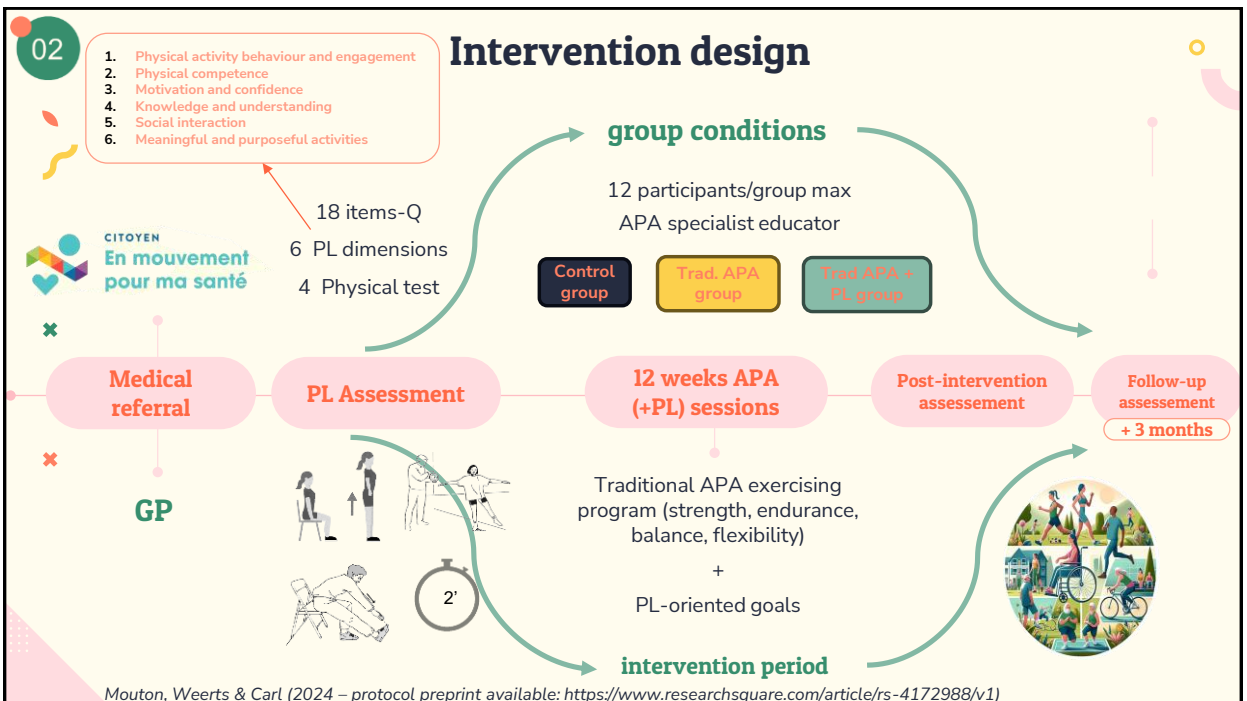 02
Intervention design
1. Physical activity behaviour and engagement
2. Physical competence
3. Motivation and confidence
4. Knowledge and understanding
5. Social interaction
6. Meaningful and purposeful activities
group conditions
18 items-Q
6 PL dimensions
4 Physical test
12 participants/group max
APA specialist educator
CITOYEN
En mouvement
pour ma santé
Control
group
Trad. APA
group
Trad APA +
PL group
Medical
referral
PL Assessment
12 weeks APA
(+PL) sessions
Post-intervention
assessement
Follow-up
assessement
+ 3 months
GP
2’
Traditional APA exercising
program (strength, endurance,
balance, flexibility)
+
PL-oriented goals
intervention period
Mouton, Weerts & Carl (2024 – protocol preprint available: https://www.researchsquare.com/article/rs-4172988/v1)